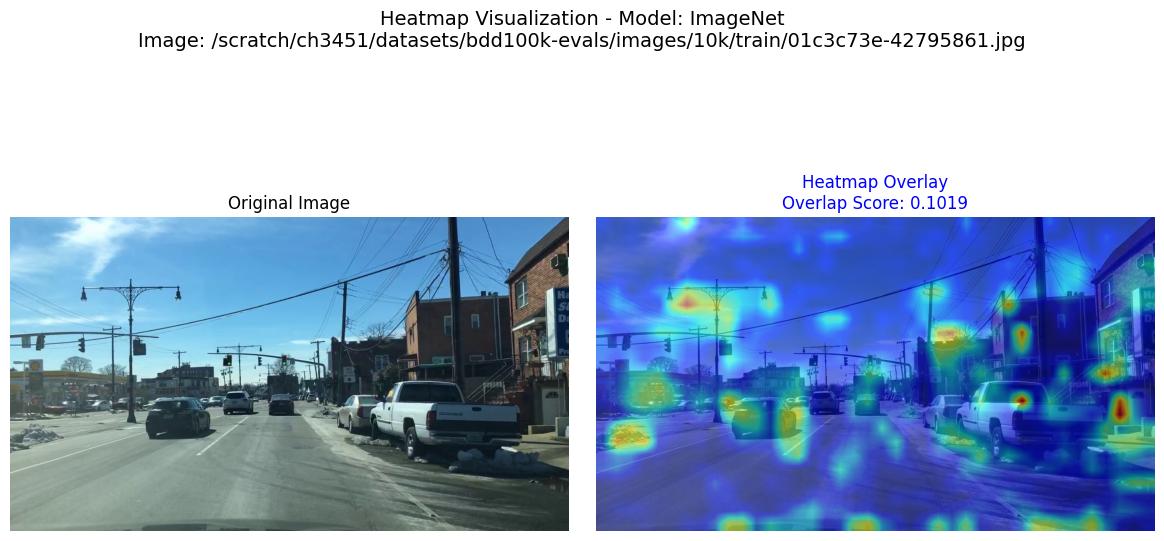 Heatmap Visualization - Model: ImageNet
Image: /scratch/ch3451/datasets/bdd100k-evals/images/10k/train/01c3c73e-42795861.jpg
Original Image
Heatmap Overlay
Overlap Score: 0.1019